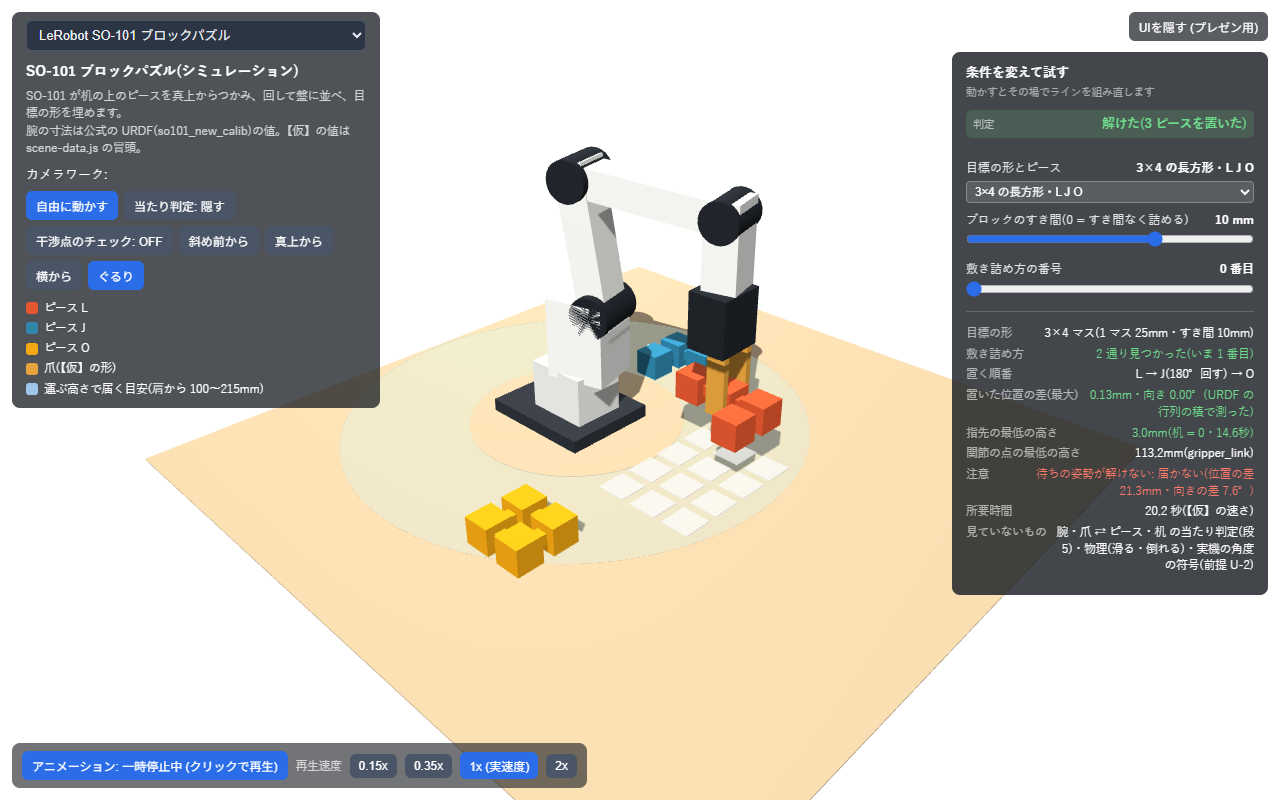 LeRobot SO-101 ブロックパズル
SO-101 ブロックパズル(シミュレーション)
SO-101 が机の上のピースを真上からつかみ、回して盤に並べ、目
標の形を埋めます。
腕の寸法は公式の URDF(so101_new_calib)の値。【仮】の値は
scene-data.js の冒頭。
カメラワーク:
自由に動かす
当たり判定: 隠す
干渉点のチェック: OFF
斜め前から
真上から
横から
ぐるり
ピース L
ピース J
ピース O
爪(【仮】の形)
運ぶ高さで届く目安(肩から 100〜215mm)
UIを隠す (プレゼン用)
条件を変えて試す
動かすとその場でラインを組み直します
判定 解けた(3 ピースを置いた)
目標の形とピース 3×4 の長方形・L J O
3×4 の長方形・L J O
ブロックのすき間(0 = すき間なく詰める) 10 mm
敷き詰め方の番号 0 番目
目標の形 3×4 マス(1 マス 25mm・すき間 10mm)
敷き詰め方 2 通り見つかった(いま 1 番目)
置く順番 L → J(180° 回す) → O
置いた位置の差(最大) 0.13mm・向き 0.00° (URDF の
行列の積で測った)
指先の最低の高さ 3.0mm(机 = 0・14.6秒)
関節の点の最低の高さ 113.2mm(gripper_link)
注意 待ちの姿勢が解けない: 届かない(位置の差
21.3mm・向きの差 7.6° )
所要時間 20.2 秒(【仮】の速さ)
見ていないもの 腕・爪 ⇄ ピース・机 の当たり判定(段
5)・物理(滑る・倒れる)・実機の角度
の符号(前提 U-2)
アニメーション: 一時停止中 (クリックで再生)
再生速度
0.15x
0.35x
1x (実速度)
2x